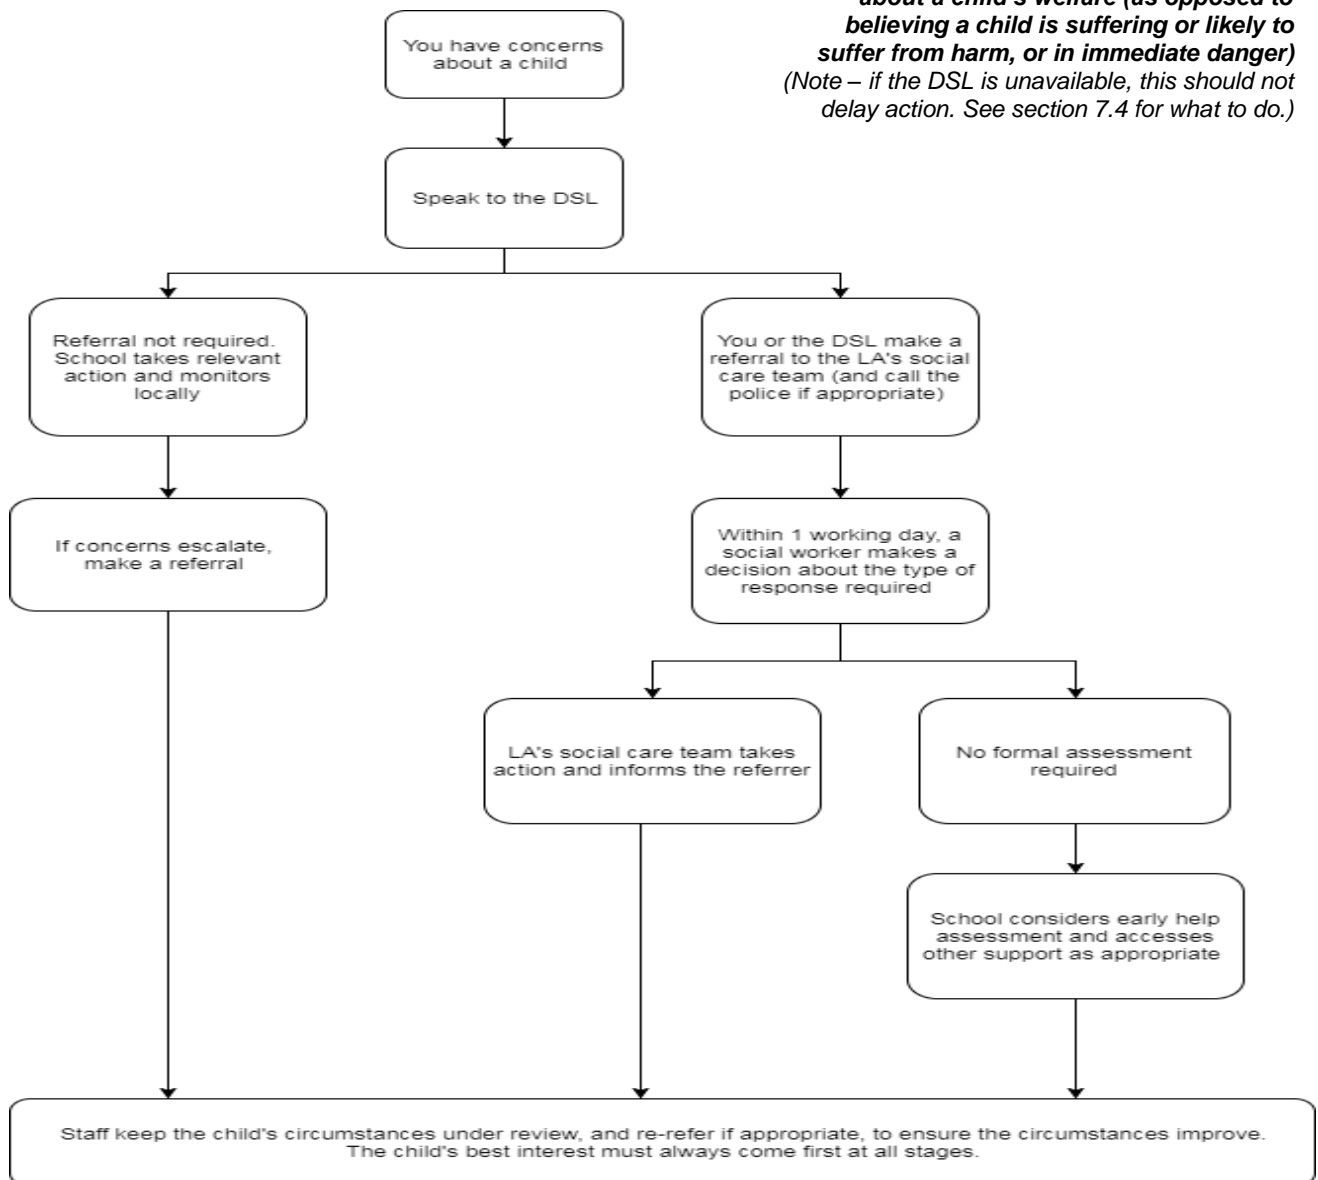 about a child's welfare (as opposed to
believing a child is suffering or likely to
suffer from harm, or in immediate danger)
(Note – if the DSL is unavailable, this should not
delay action. See section 7.4 for what to do.)
You have concerns
about a child
Speak to the DSL
Referral not required.
School takes relevant
action and monitors
locally
You or the DSL make a
referral to the LA's social
care team (and call the
police if appropriate)
If concerns escalate,
make a referral
Within 1 working day, a
social worker makes a
decision about the type of
response required
LA's social care team takes
action and informs the referrer
No formal assessment
required
School considers early help
assessment and accesses
other support as appropriate
Staff keep the child's circumstances under review, and re-refer if appropriate, to ensure the circumstances improve.
The child's best interest must always come first at all stages.